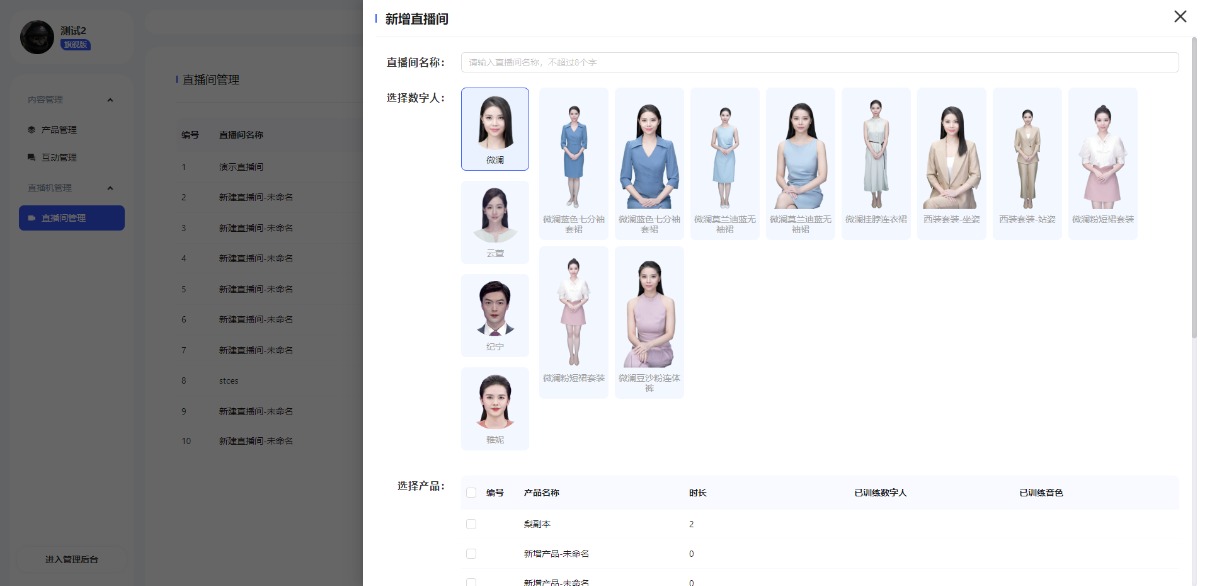 测试2
旗舰版
内容管理
产品管理
互动管理
直播机管理
直播间管理
进入管理后台
直播间管理
编号 直播间名称
1 演示直播间
2 新建直播间-未命名
3 新建直播间-未命名
4 新建直播间-未命名
5 新建直播间-未命名
6 新建直播间-未命名
7 新建直播间-未命名
8 stces
9 新建直播间-未命名
10 新建直播间-未命名
新增直播间
直播间名称：
请输入直播间名称，不超过8个字
选择数字人：
微澜
云萱
纪宁
雅妮
微澜蓝色七分袖
套裙
微澜蓝色七分袖
套裙
微澜莫兰迪蓝无
袖裙
微澜莫兰迪蓝无
袖裙
微澜挂脖连衣裙
西装套装-坐姿
西装套装-站姿
微澜粉短裙套装
微澜粉短裙套装
微澜豆沙粉连体
裤
选择产品：
编号 产品名称 时长 已训练数字人 已训练音色
梨副本 2
新增产品-未命名 0
新增产品-未命名 0